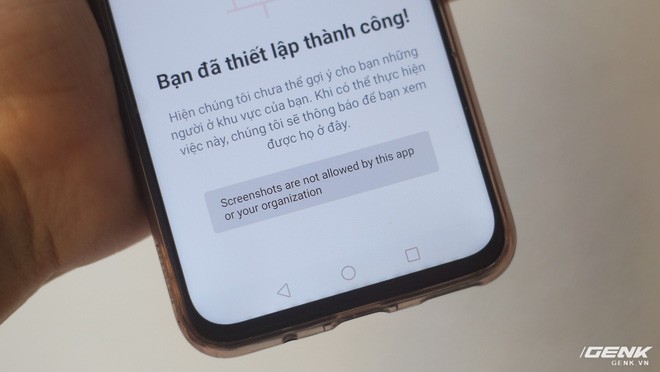 Bạn đã thiết lập thành công!
Hiện chúng tôi chưa thể gợi ý cho bạn những
người ở khu vực của bạn. Khi có thể thực hiện
việc này, chúng tôi sẽ thông báo để bạn xem
được họ ở đây.
Screenshots are not allowed by this app
or your organization
GENK
GENK.VN